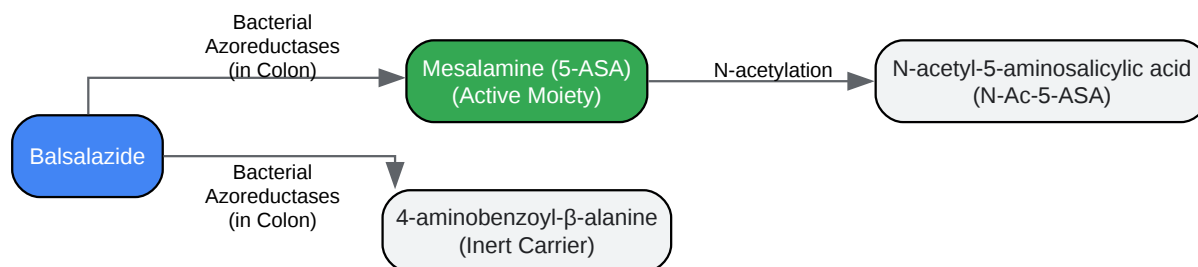 Bacterial
Azoreductases
(in Colon)
Mesalamine (5-ASA)
(Active Moiety)
N-acetylation
N-acetyl-5-aminosalicylic acid
(N-Ac-5-ASA)
Balsalazide
Bacterial
Azoreductases
(in Colon)
4-aminobenzoyl-β-alanine
(Inert Carrier)